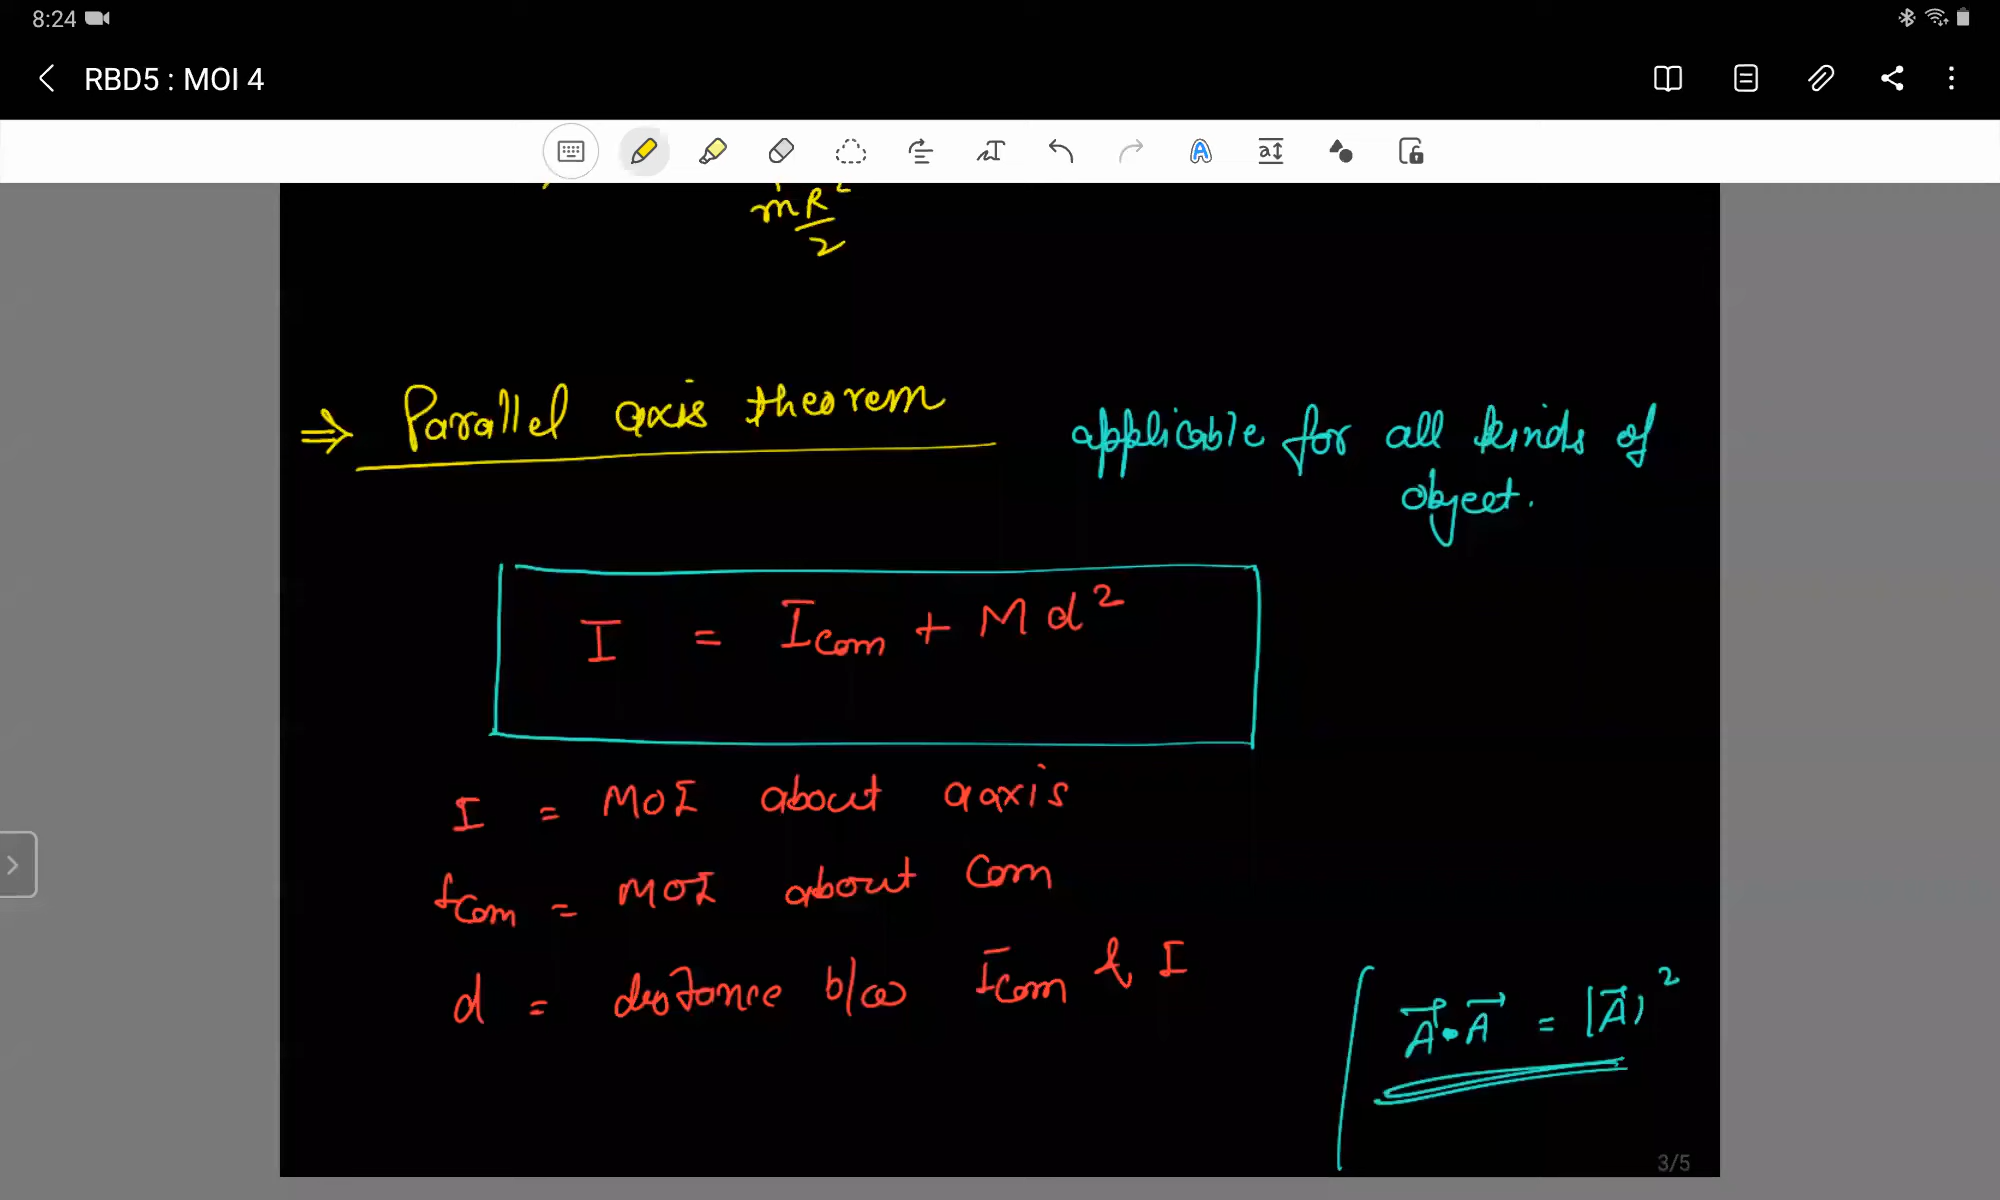 8:24
RBD5 : MOI 4
mR²/2
⇒ Parallel axis theorem
applicable for all kinds of
object.
I = Icom + Md²
I = MOI about a axis
Icom = MOI about com
d = distance b/w Icom & I
A⃗·A⃗ = |A⃗|²
3/5